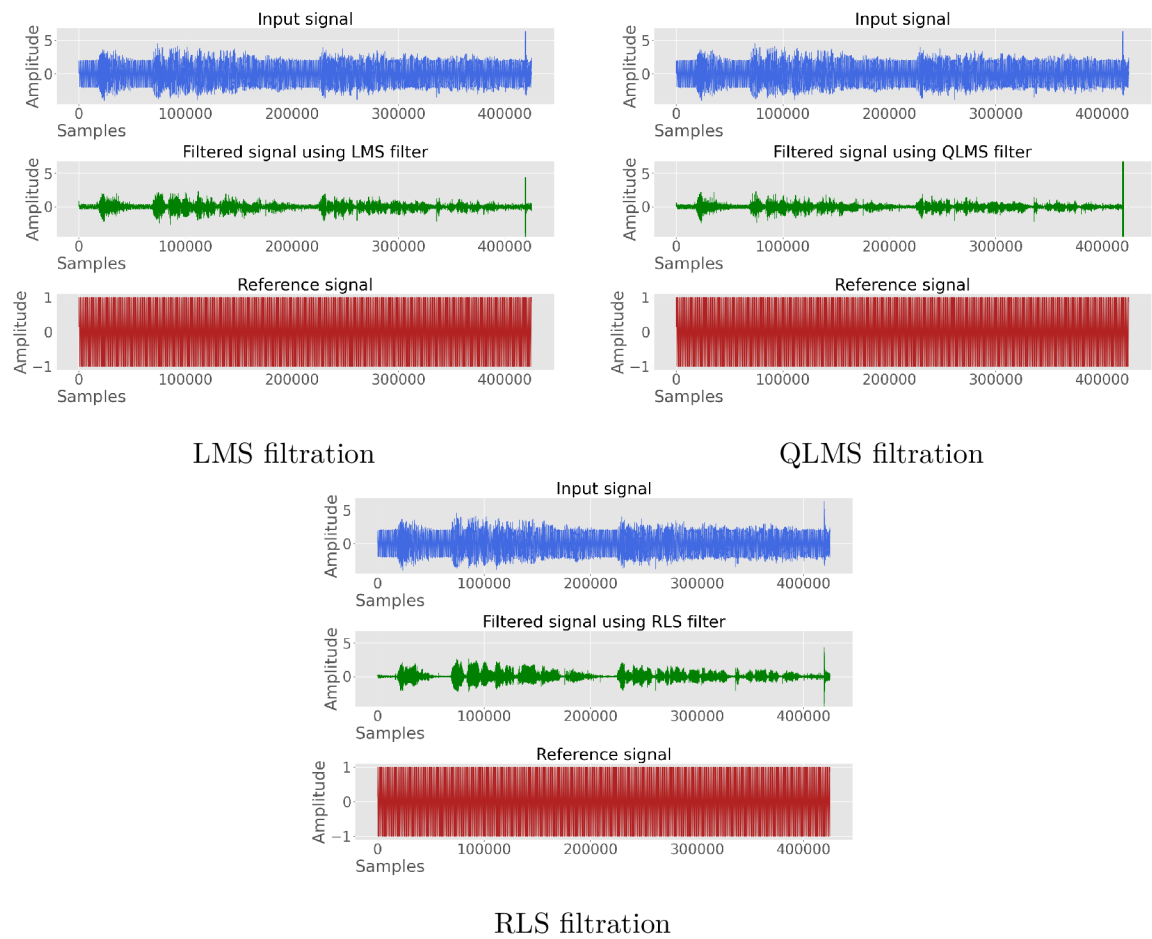 Input signal
Amplitude
5
0
0 100000 200000 300000 400000
Samples
Filtered signal using LMS filter
Amplitude
5
0
0 100000 200000 300000 400000
Samples
Reference signal
Amplitude
1
0
−1
0 100000 200000 300000 400000
Samples
LMS filtration
Input signal
Amplitude
5
0
0 100000 200000 300000 400000
Samples
Filtered signal using QLMS filter
Amplitude
5
0
0 100000 200000 300000 400000
Samples
Reference signal
Amplitude
1
0
−1
0 100000 200000 300000 400000
Samples
QLMS filtration
Input signal
Amplitude
5
0
0 100000 200000 300000 400000
Samples
Filtered signal using RLS filter
Amplitude
5
0
0 100000 200000 300000 400000
Samples
Reference signal
Amplitude
1
0
−1
0 100000 200000 300000 400000
Samples
RLS filtration